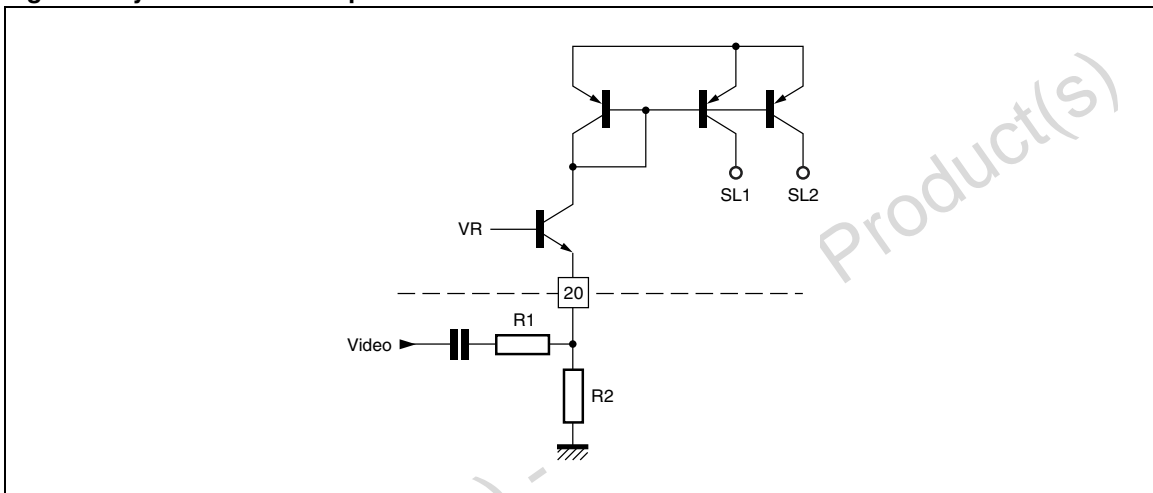 SL1 SL2
VR
Product(s)
20
R1
Video
R2
) -